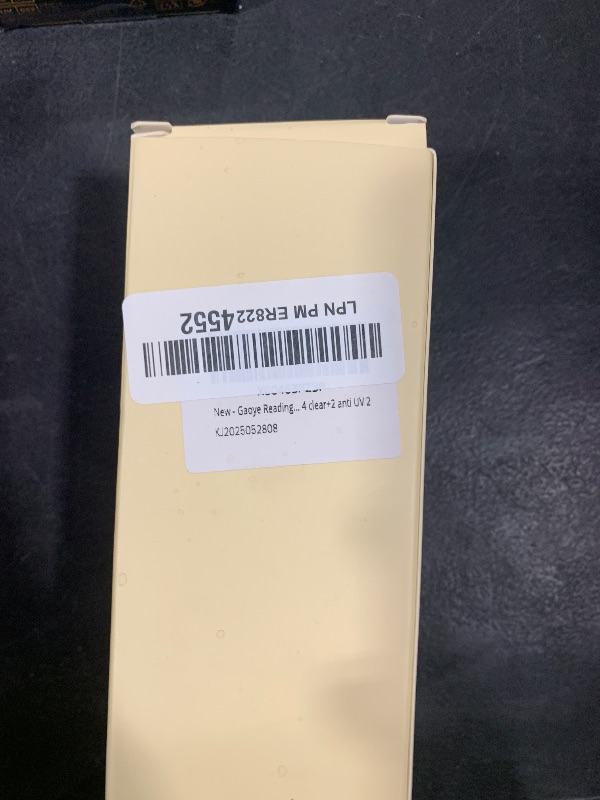 LPN PM ER8224552
New - Gaoye Reading... 4 clear+2 anti UV 2
KJ2025052808